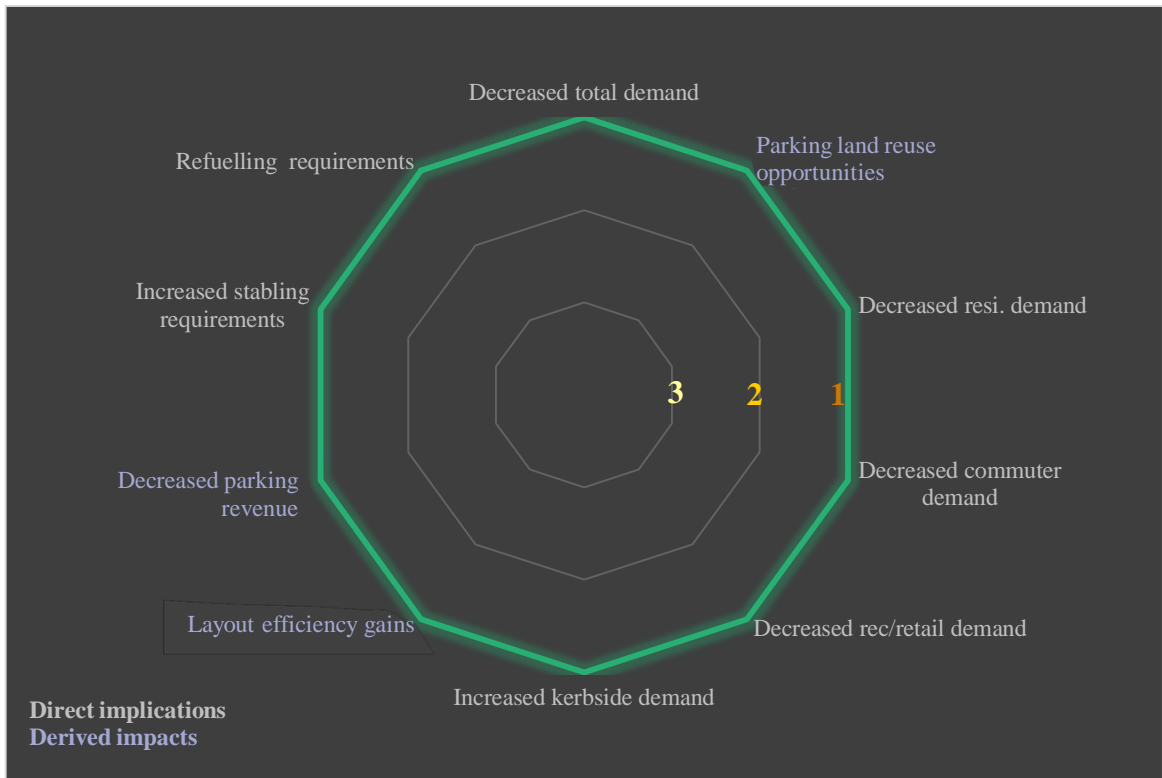 Decreased total demand
Parking land reuse
opportunities
Refuelling requirements
Increased stabling
requirements
Decreased resi. demand
3
2
1
Decreased commuter
demand
Decreased parking
revenue
Layout efficiency gains
Decreased rec/retail demand
Increased kerbside demand
Direct implications
Derived impacts